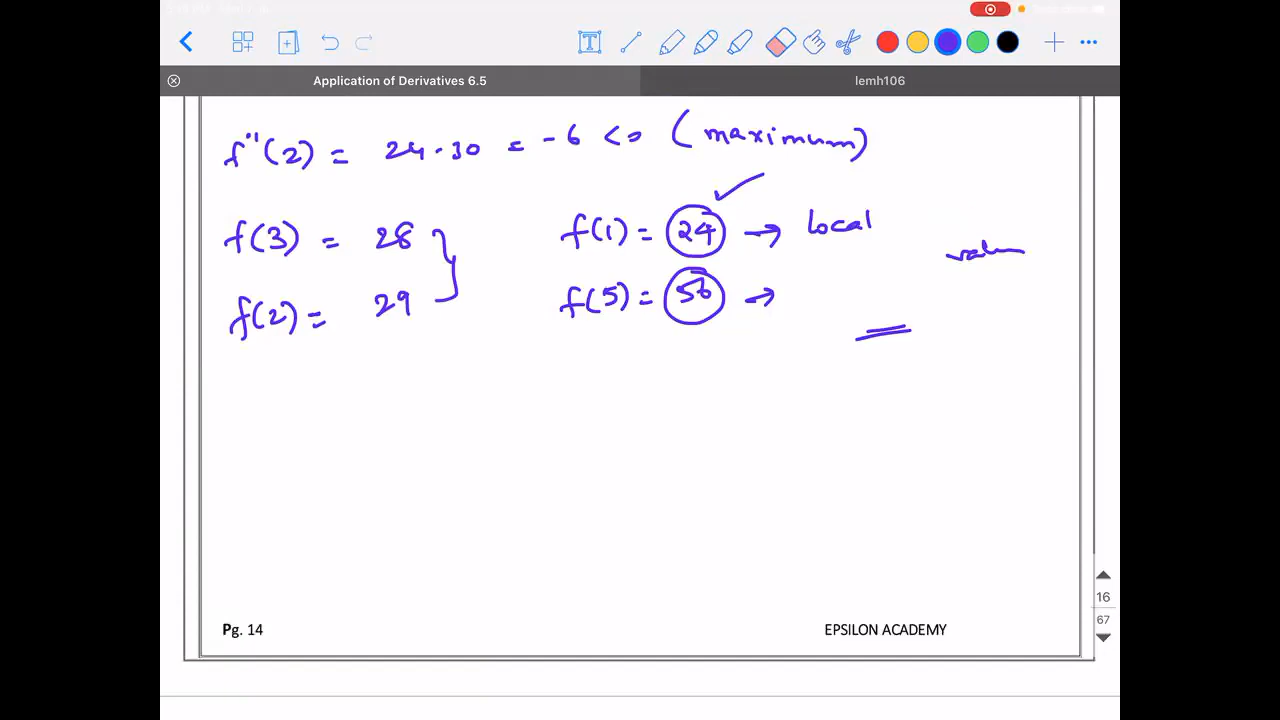 Application of Derivatives 6.5
lemh106
f"(2) = 24-30 = -6 <0 (maximum)
f(3) = 28
f(1) = 24 → local
f(2) = 29
f(5) = 56 →
16
67
Pg. 14
EPSILON ACADEMY